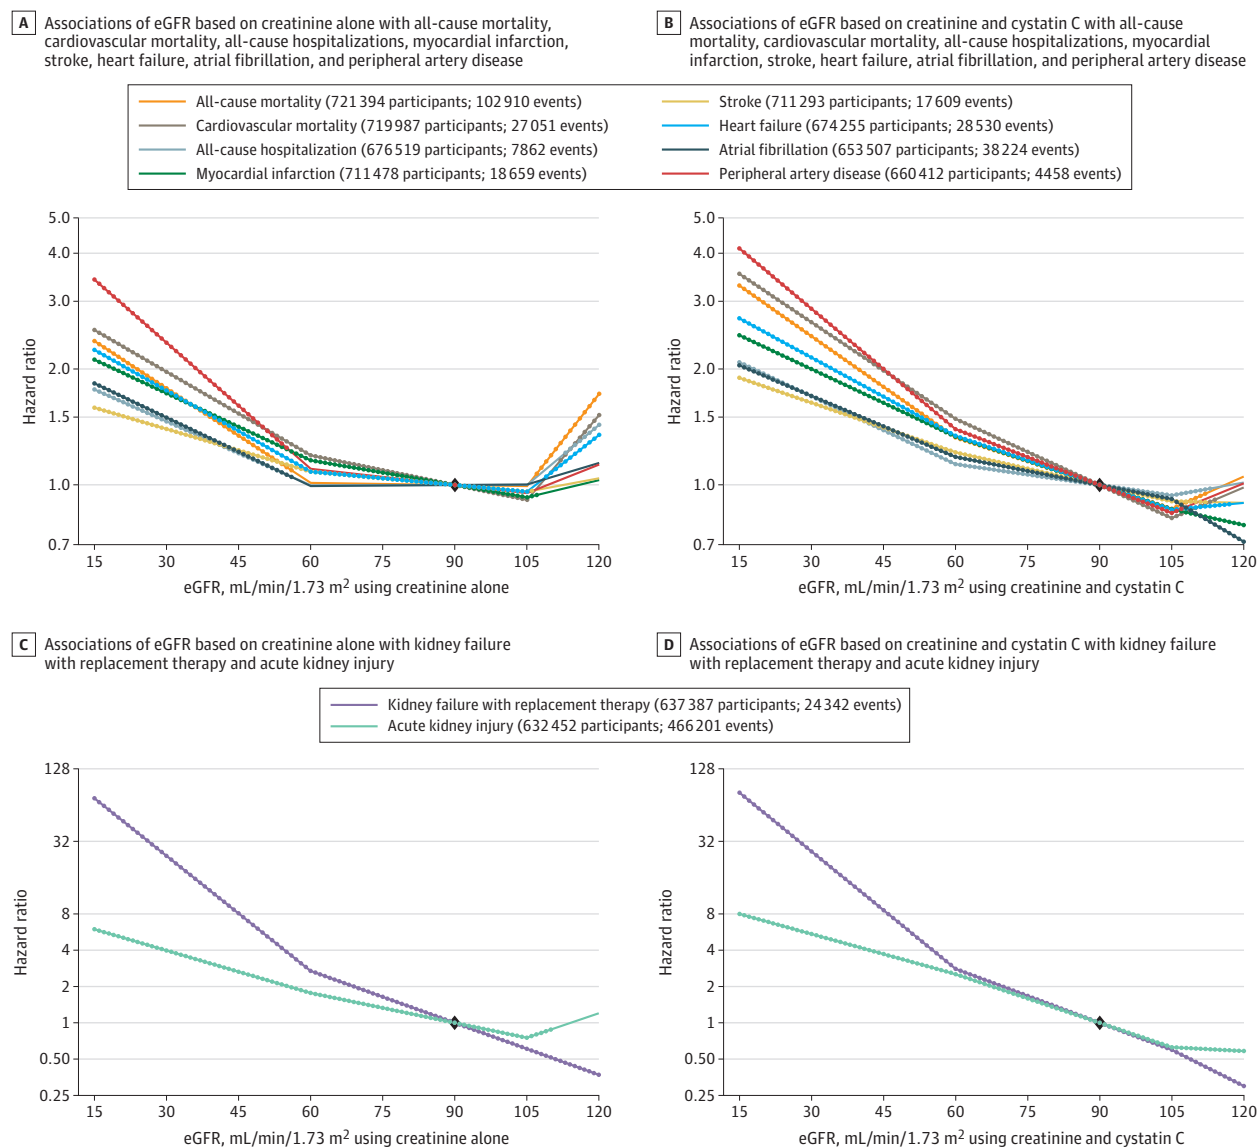 A Associations of eGFR based on creatinine alone with all-cause mortality,
cardiovascular mortality, all-cause hospitalizations, myocardial infarction,
stroke, heart failure, atrial fibrillation, and peripheral artery disease
B Associations of eGFR based on creatinine and cystatin C with all-cause
mortality, cardiovascular mortality, all-cause hospitalizations, myocardial
infarction, stroke, heart failure, atrial fibrillation, and peripheral artery disease
All-cause mortality (721 394 participants; 102 910 events)
Cardiovascular mortality (719 987 participants; 27 051 events)
All-cause hospitalization (676 519 participants; 7862 events)
Myocardial infarction (711 478 participants; 18 659 events)
Stroke (711 293 participants; 17 609 events)
Heart failure (674 255 participants; 28 530 events)
Atrial fibrillation (653 507 participants; 38 224 events)
Peripheral artery disease (660 412 participants; 4458 events)
Hazard ratio
5.0
4.0
3.0
2.0
1.5
1.0
0.7
15 30 45 60 75 90 105 120
eGFR, mL/min/1.73 m² using creatinine alone
Hazard ratio
5.0
4.0
3.0
2.0
1.5
1.0
0.7
15 30 45 60 75 90 105 120
eGFR, mL/min/1.73 m² using creatinine and cystatin C
C Associations of eGFR based on creatinine alone with kidney failure
with replacement therapy and acute kidney injury
D Associations of eGFR based on creatinine and cystatin C with kidney failure
with replacement therapy and acute kidney injury
Kidney failure with replacement therapy (637 387 participants; 24 342 events)
Acute kidney injury (632 452 participants; 466 201 events)
Hazard ratio
128
32
8
4
2
1
0.50
0.25
15 30 45 60 75 90 105 120
eGFR, mL/min/1.73 m² using creatinine alone
Hazard ratio
128
32
8
4
2
1
0.50
0.25
15 30 45 60 75 90 105 120
eGFR, mL/min/1.73 m² using creatinine and cystatin C